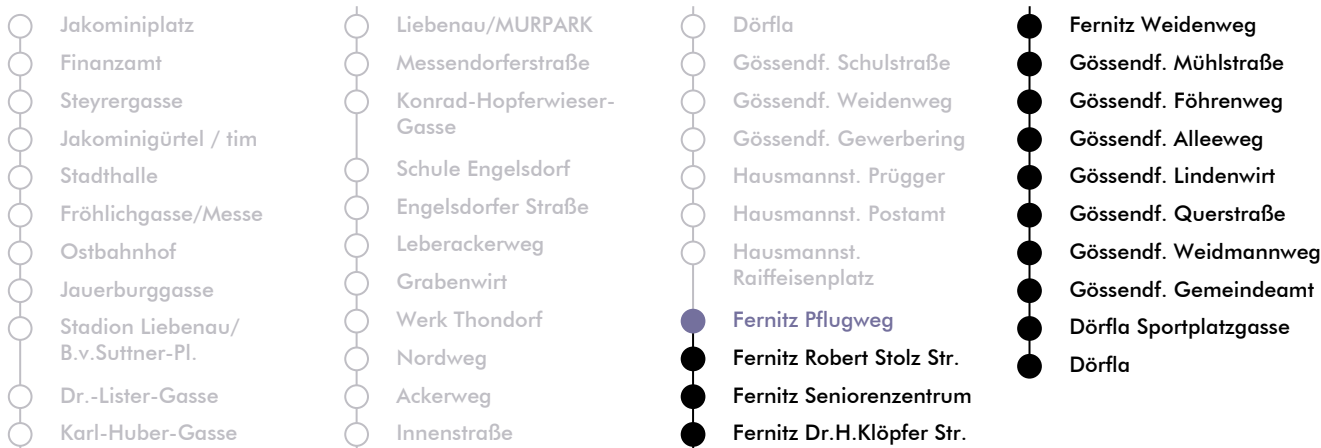 Jakominiplatz
Finanzamt
Steyrergasse
Jakominigürtel / tim
Stadthalle
Fröhlichgasse/Messe
Ostbahnhof
Jauerburggasse
Stadion Liebenau/
B.v.Suttner-Pl.
Dr.-Lister-Gasse
Karl-Huber-Gasse
Liebenau/MURPARK
Messendorferstraße
Konrad-Hopferwieser-
Gasse
Schule Engelsdorf
Engelsdorfer Straße
Leberackerweg
Grabenwirt
Werk Thondorf
Nordweg
Ackerweg
Innenstraße
Dörfla
Gössendf. Schulstraße
Gössendf. Weidenweg
Gössendf. Gewerbering
Hausmannst. Prügger
Hausmannst. Postamt
Hausmannst.
Raiffeisenplatz
Fernitz Pflugweg
Fernitz Robert Stolz Str.
Fernitz Seniorenzentrum
Fernitz Dr.H.Klöpfer Str.
Fernitz Weidenweg
Gössendf. Mühlstraße
Gössendf. Föhrenweg
Gössendf. Alleeweg
Gössendf. Lindenwirt
Gössendf. Querstraße
Gössendf. Weidmannweg
Gössendf. Gemeindeamt
Dörfla Sportplatzgasse
Dörfla